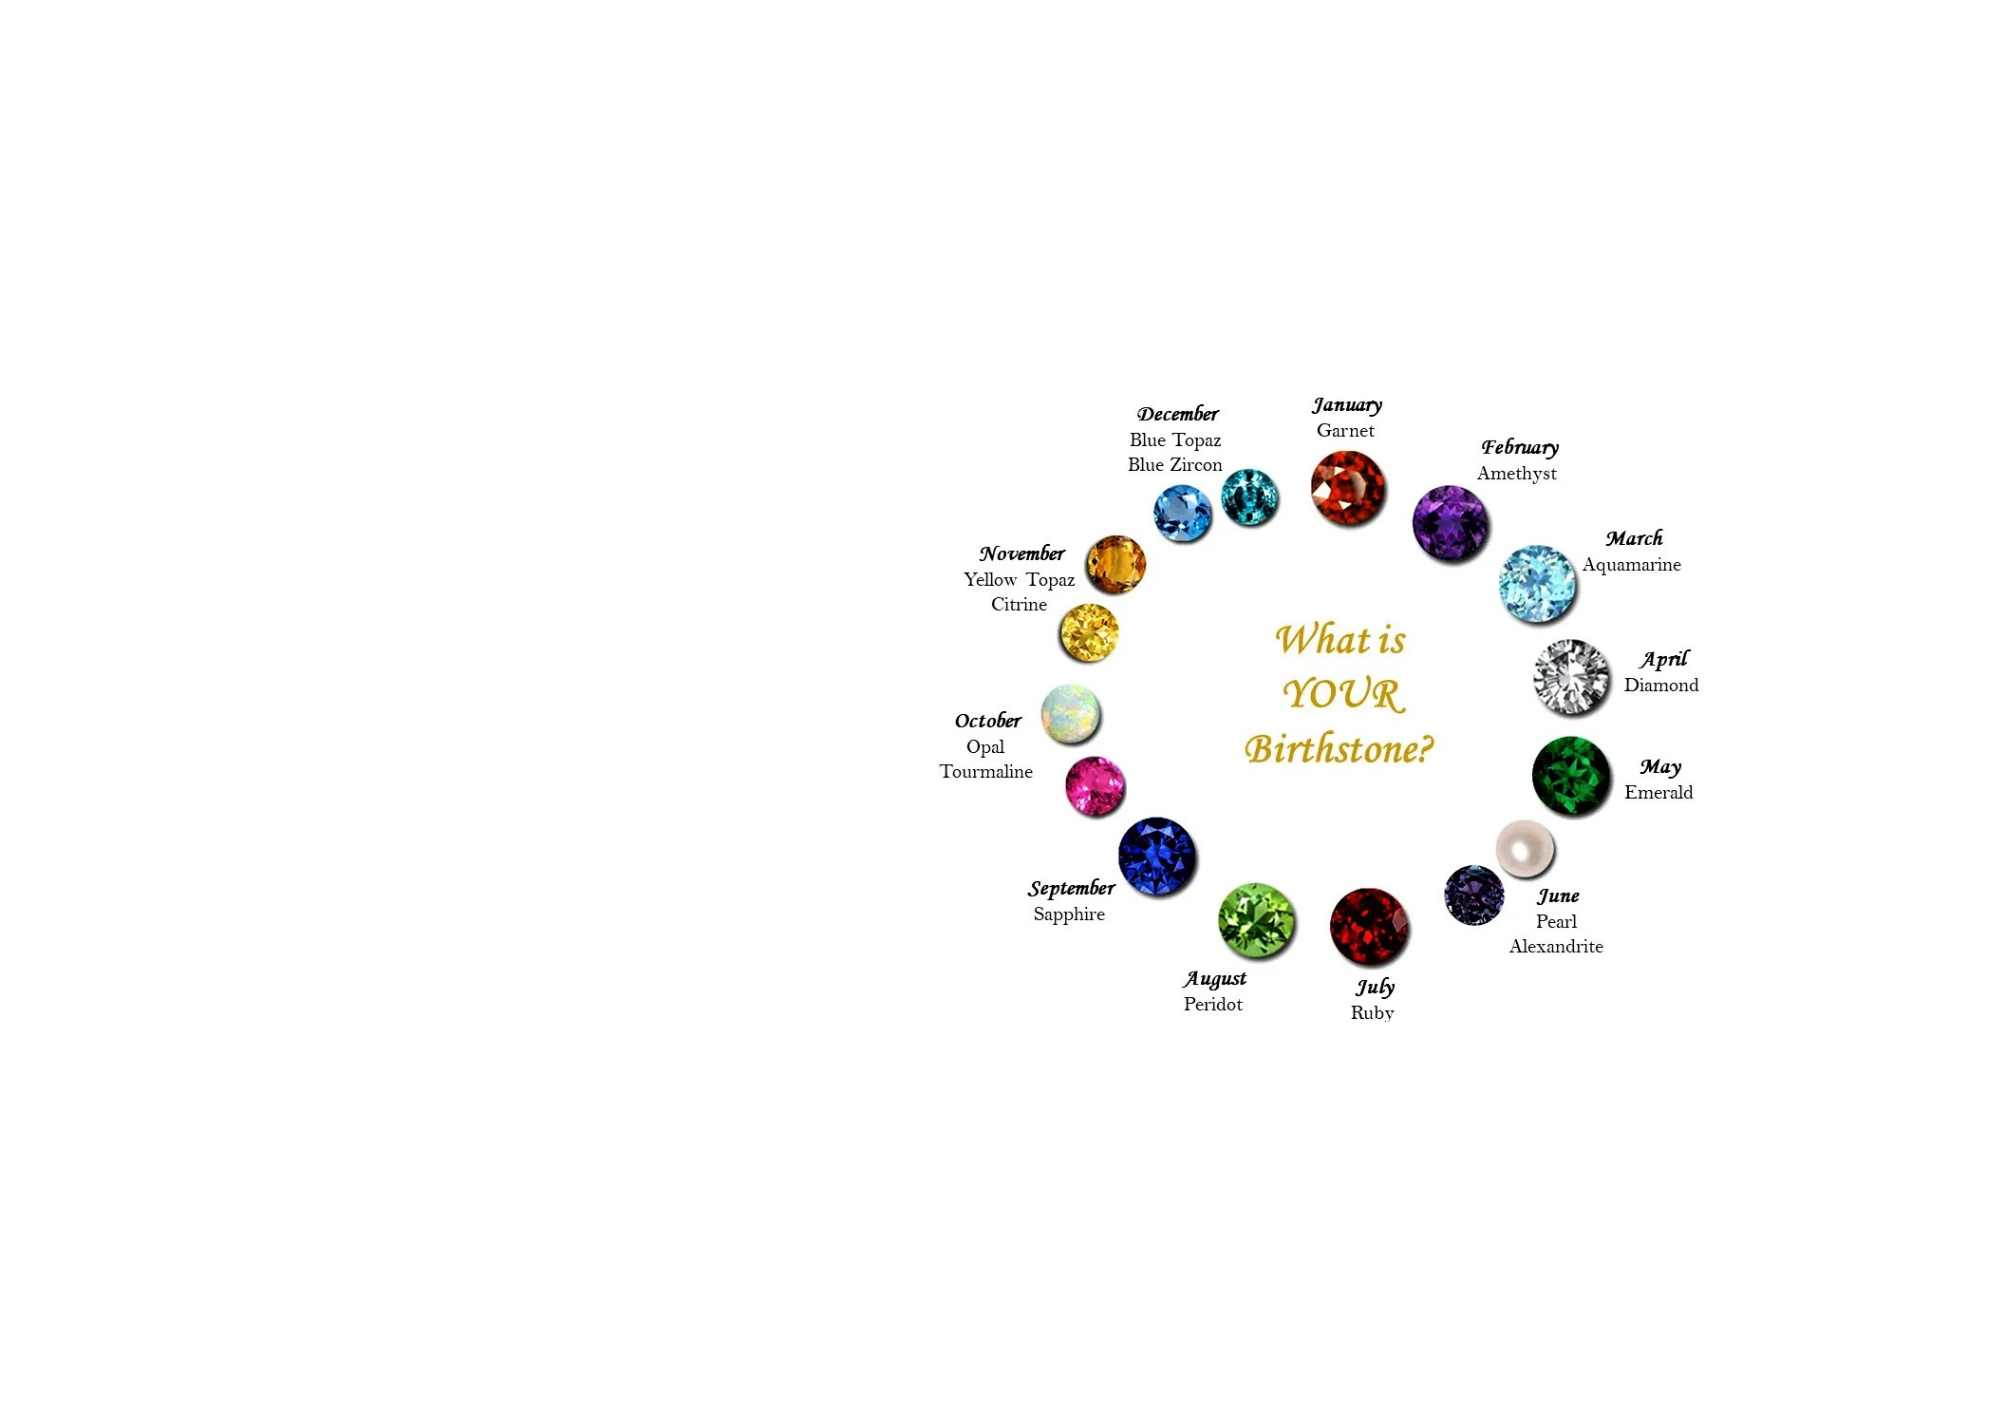 January
Garnet
February
Amethyst
March
Aquamarine
April
Diamond
May
Emerald
June
Pearl
Alexandrite
July
Ruby
August
Peridot
September
Sapphire
October
Opal
Tourmaline
November
Yellow Topaz
Citrine
December
Blue Topaz
Blue Zircon
What is
YOUR
Birthstone?